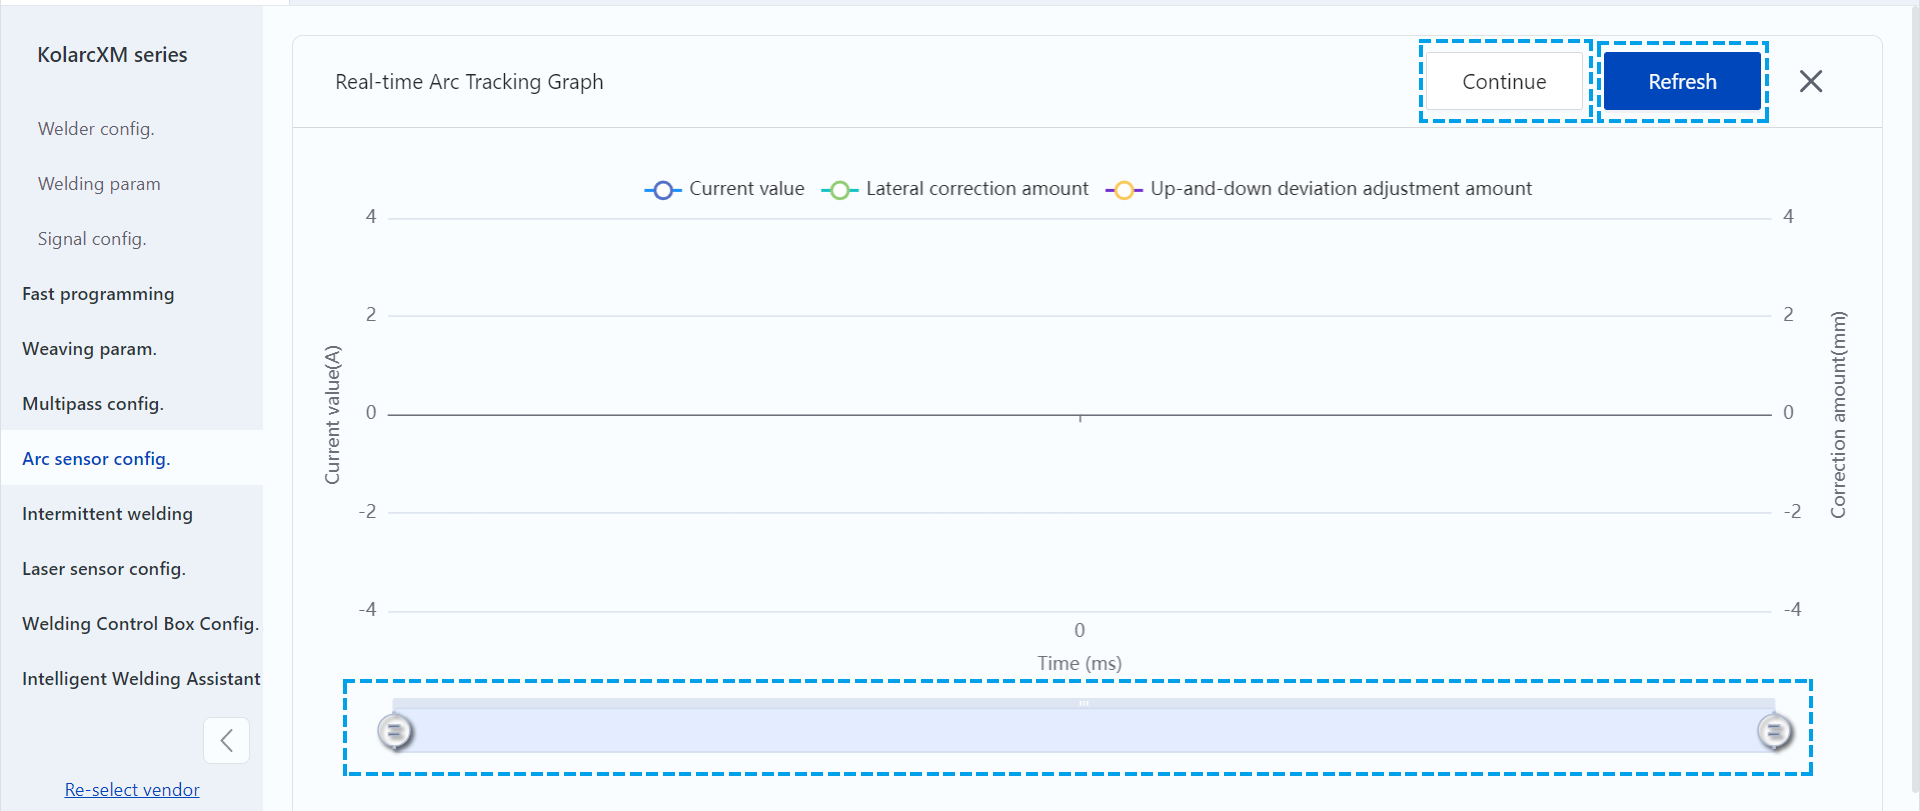 KolarcXM series
Welder config.
Welding param
Signal config.
Fast programming
Weaving param.
Multipass config.
Arc sensor config.
Intermittent welding
Laser sensor config.
Welding Control Box Config.
Intelligent Welding Assistant
Re-select vendor
Real-time Arc Tracking Graph
Continue
Refresh
Current value
Lateral correction amount
Up-and-down deviation adjustment amount
4
2
0
-2
-4
Current value(A)
4
2
0
-2
-4
Correction amount(mm)
0
Time (ms)